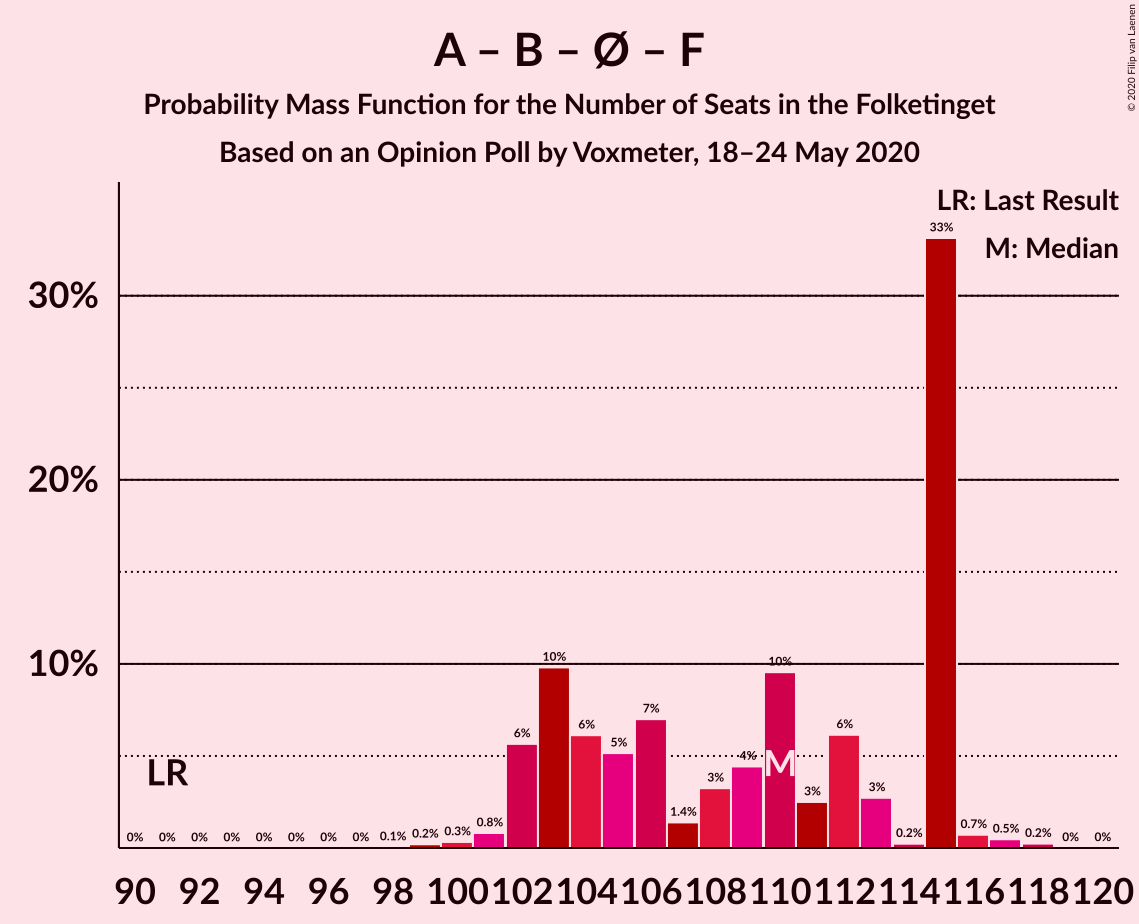 A – B – Ø – F
Probability Mass Function for the Number of Seats in the Folketinget
Based on an Opinion Poll by Voxmeter, 18–24 May 2020
© 2020 Filip van Laenen
LR: Last Result
M: Median
30%
20%
10%
LR
M
0% 0% 0% 0% 0% 0% 0% 0% 0.1% 0.2% 0.3% 0.8% 6% 10% 6% 5% 7% 1.4% 3% 4% 10% 3% 6% 3% 0.2% 33% 0.7% 0.5% 0.2% 0% 0%
90 92 94 96 98 100 102 104 106 108 110 112 114 116 118 120